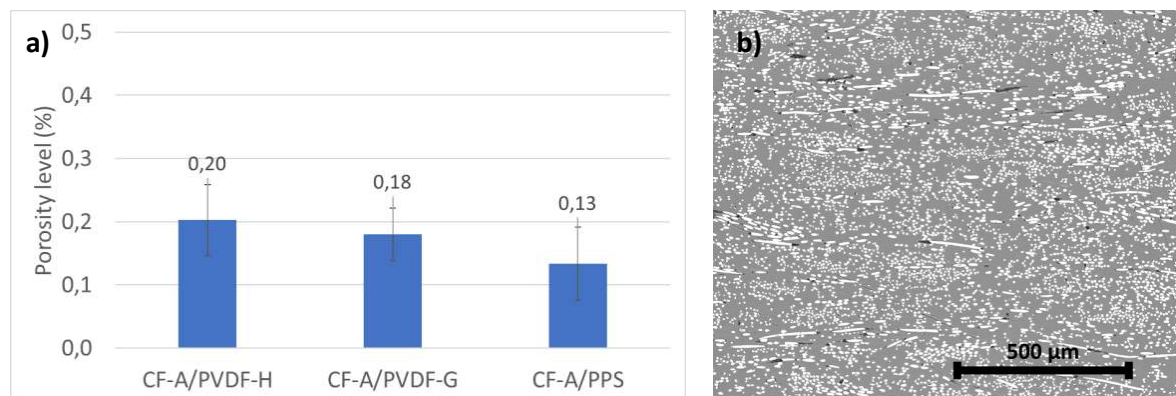 a)
Porosity level (%)
0,5
0,4
0,3
0,2
0,1
0,0
0,20
0,18
0,13
CF-A/PVDF-H
CF-A/PVDF-G
CF-A/PPS
b)
500 µm